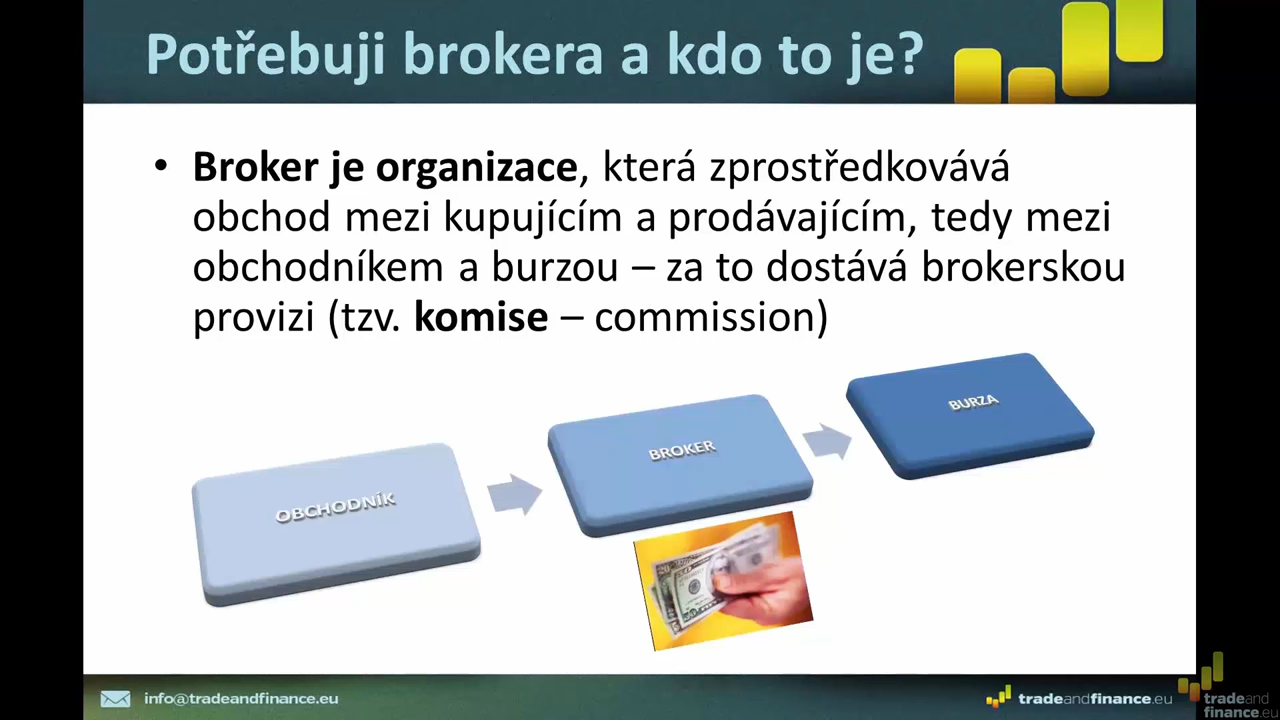 Potřebuji brokera a kdo to je?
• Broker je organizace, která zprostředkovává
obchod mezi kupujícím a prodávajícím, tedy mezi
obchodníkem a burzou – za to dostává brokerskou
provizi (tzv. komise – commission)
OBCHODNÍK
BROKER
BURZA
info@tradeandfinance.eu
tradeandfinance.eu
tradeand
finance.eu